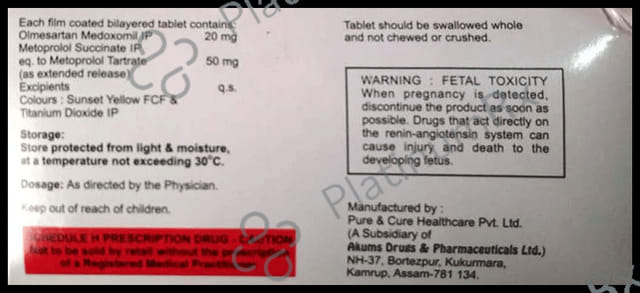 Each film coated bilayered tablet contains:
Olmesartan Medoxomil IP 20 mg
Metoprolol Succinate IP
eq. to Metoprolol Tartrate 50 mg
(as extended release)
Excipients q.s.
Colours : Sunset Yellow FCF &
Titanium Dioxide IP
Storage:
Store protected from light & moisture,
at a temperature not exceeding 30°C.
Dosage: As directed by the Physician.
Keep out of reach of children.
SCHEDULE H PRESCRIPTION DRUG - CAUTION
Not to be sold by retail without the prescription
of a Registered Medical Practitioner
Tablet should be swallowed whole
and not chewed or crushed.
WARNING : FETAL TOXICITY
When pregnancy is detected,
discontinue the product as soon as
possible. Drugs that act directly on
the renin-angiotensin system can
cause injury and death to the
developing fetus.
Manufactured by :
Pure & Cure Healthcare Pvt. Ltd.
(A Subsidiary of
Akums Drugs & Pharmaceuticals Ltd.)
NH-37, Bortezpur, Kukurmara,
Kamrup, Assam-781 134.